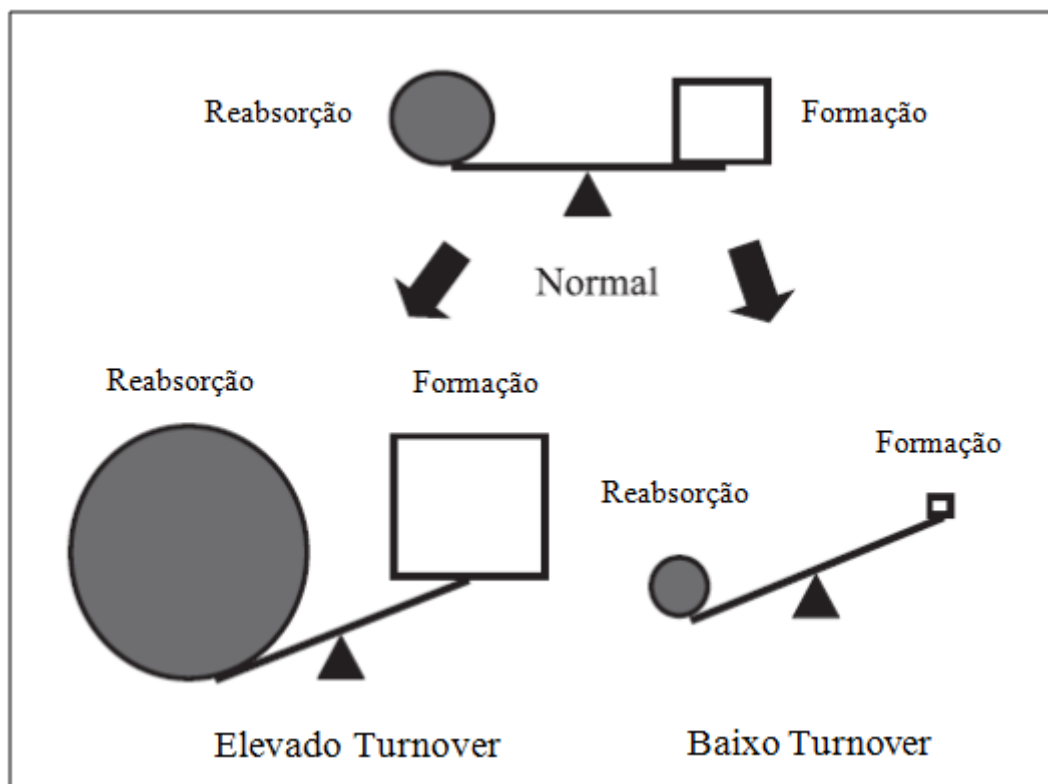 Reabsorção
Formação
Normal
Reabsorção
Formação
Reabsorção
Formação
Elevado Turnover
Baixo Turnover